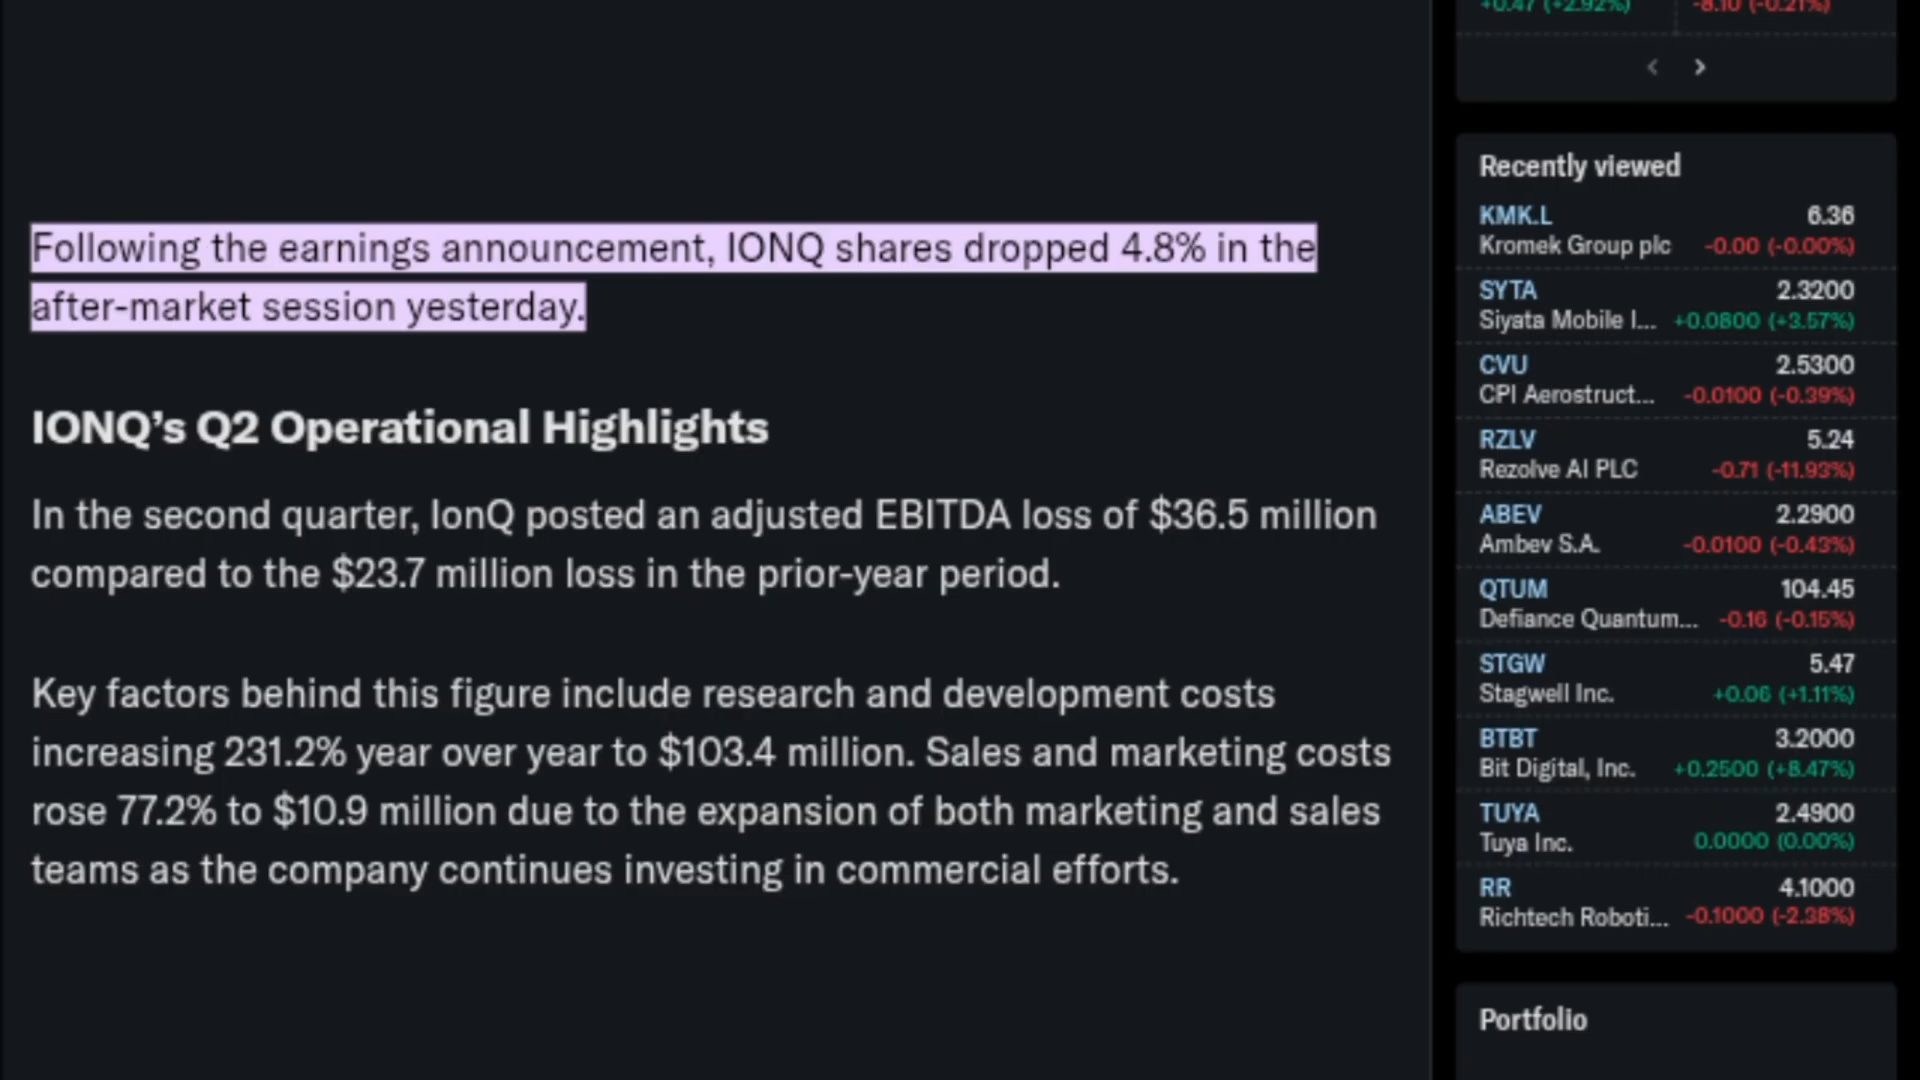 Following the earnings announcement, IONQ shares dropped 4.8% in the
after-market session yesterday.
IONQ's Q2 Operational Highlights
In the second quarter, IonQ posted an adjusted EBITDA loss of $36.5 million
compared to the $23.7 million loss in the prior-year period.
Key factors behind this figure include research and development costs
increasing 231.2% year over year to $103.4 million. Sales and marketing costs
rose 77.2% to $10.9 million due to the expansion of both marketing and sales
teams as the company continues investing in commercial efforts.
+0.47 (+2.92%) -8.10 (-0.21%)
Recently viewed
KMK.L 6.36
Kromek Group plc -0.00 (-0.00%)
SYTA 2.3200
Siyata Mobile I... +0.0800 (+3.57%)
CVU 2.5300
CPI Aerostruct... -0.0100 (-0.39%)
RZLV 5.24
Rezolve AI PLC -0.71 (-11.93%)
ABEV 2.2900
Ambev S.A. -0.0100 (-0.43%)
QTUM 104.45
Defiance Quantum... -0.16 (-0.15%)
STGW 5.47
Stagwell Inc. +0.06 (+1.11%)
BTBT 3.2000
Bit Digital, Inc. +0.2500 (+8.47%)
TUYA 2.4900
Tuya Inc. 0.0000 (0.00%)
RR 4.1000
Richtech Roboti... -0.1000 (-2.38%)
Portfolio